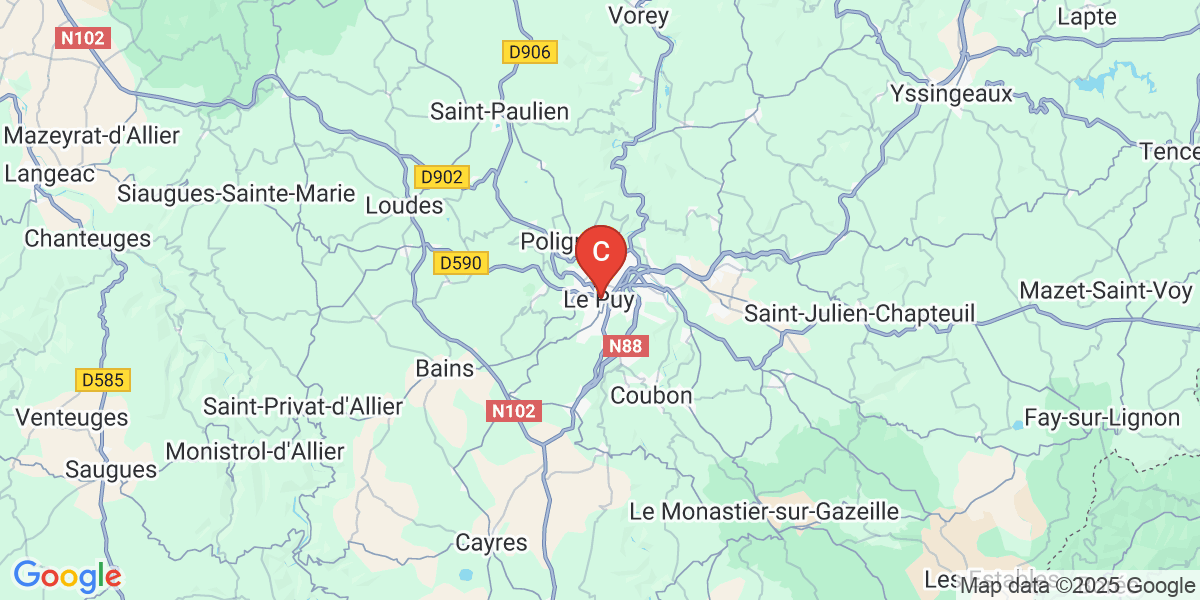 Vorey
Lapte
N102
D906
Yssingeaux
Saint-Paulien
Mazeyrat-d'Allier
Tence
Langeac
D902
Siaugues-Sainte-Marie
Loudes
Chanteuges
Polig
C
D590
Le Puy
Mazet-Saint-Voy
Saint-Julien-Chapteuil
N88
Bains
D585
Coubon
Saint-Privat-d'Allier
N102
Venteuges
Fay-sur-Lignon
Monistrol-d'Allier
Saugues
Le Monastier-sur-Gazeille
Cayres
Google
Les Estables
Map data ©2025 Google